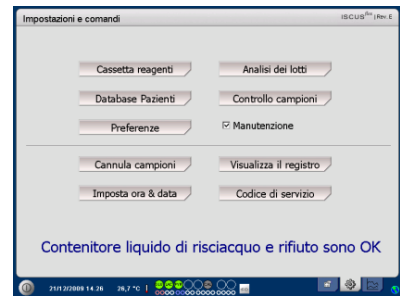 Impostazioni e comandi
ISCUSflex | Rev. E
Cassetta reagenti
Analisi dei lotti
Database Pazienti
Controllo campioni
Preferenze
Manutenzione
Cannula campioni
Visualizza il registro
Imposta ora & data
Codice di servizio
Contenitore liquido di risciacquo e rifiuto sono OK
21/12/2009 14.26 26,7 °C